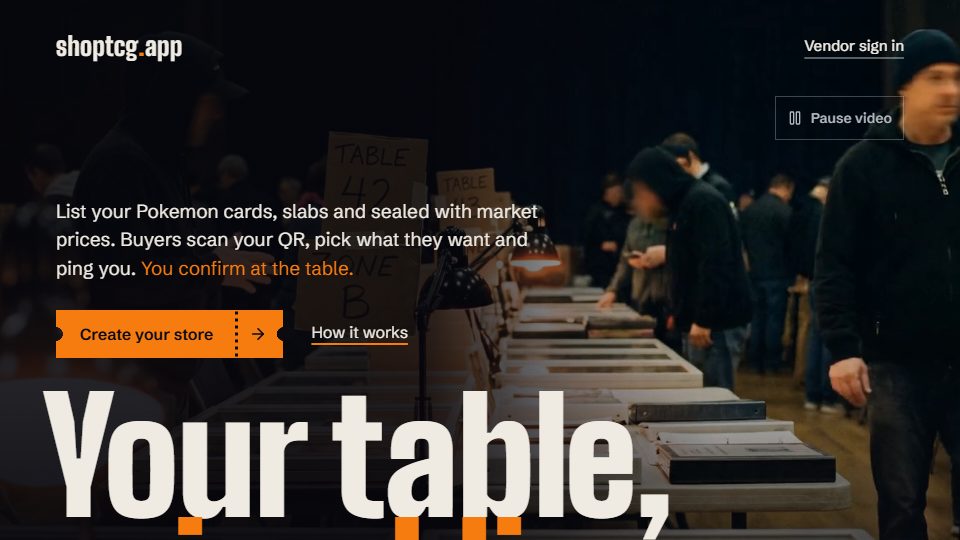 shoptcg.app
Vendor sign in
Pause video
TABLE
42
TABLE
ZONE
B
List your Pokemon cards, slabs and sealed with market
prices. Buyers scan your QR, pick what they want and
ping you. You confirm at the table.
Create your store →
How it works
Your table,